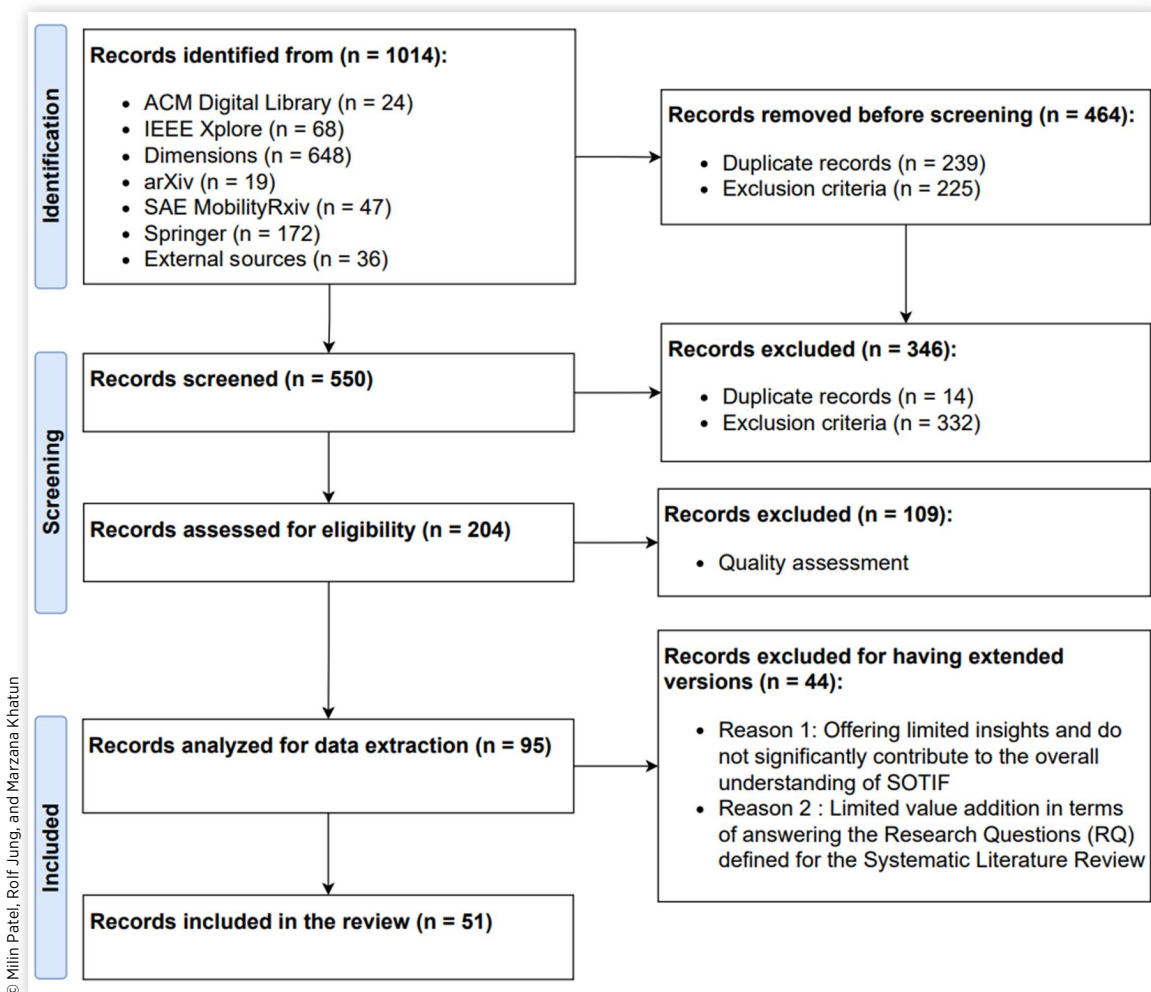 Identification
Records identified from (n = 1014):
• ACM Digital Library (n = 24)
• IEEE Xplore (n = 68)
• Dimensions (n = 648)
• arXiv (n = 19)
• SAE MobilityRxiv (n = 47)
• Springer (n = 172)
• External sources (n = 36)
Records removed before screening (n = 464):
• Duplicate records (n = 239)
• Exclusion criteria (n = 225)
Screening
Records screened (n = 550)
Records excluded (n = 346):
• Duplicate records (n = 14)
• Exclusion criteria (n = 332)
Records assessed for eligibility (n = 204)
Records excluded (n = 109):
• Quality assessment
Included
Records analyzed for data extraction (n = 95)
Records excluded for having extended
versions (n = 44):
• Reason 1: Offering limited insights and do
not significantly contribute to the overall
understanding of SOTIF
• Reason 2 : Limited value addition in terms
of answering the Research Questions (RQ)
defined for the Systematic Literature Review
Records included in the review (n = 51)
© Milin Patel, Rolf Jung, and Marzana Khatun